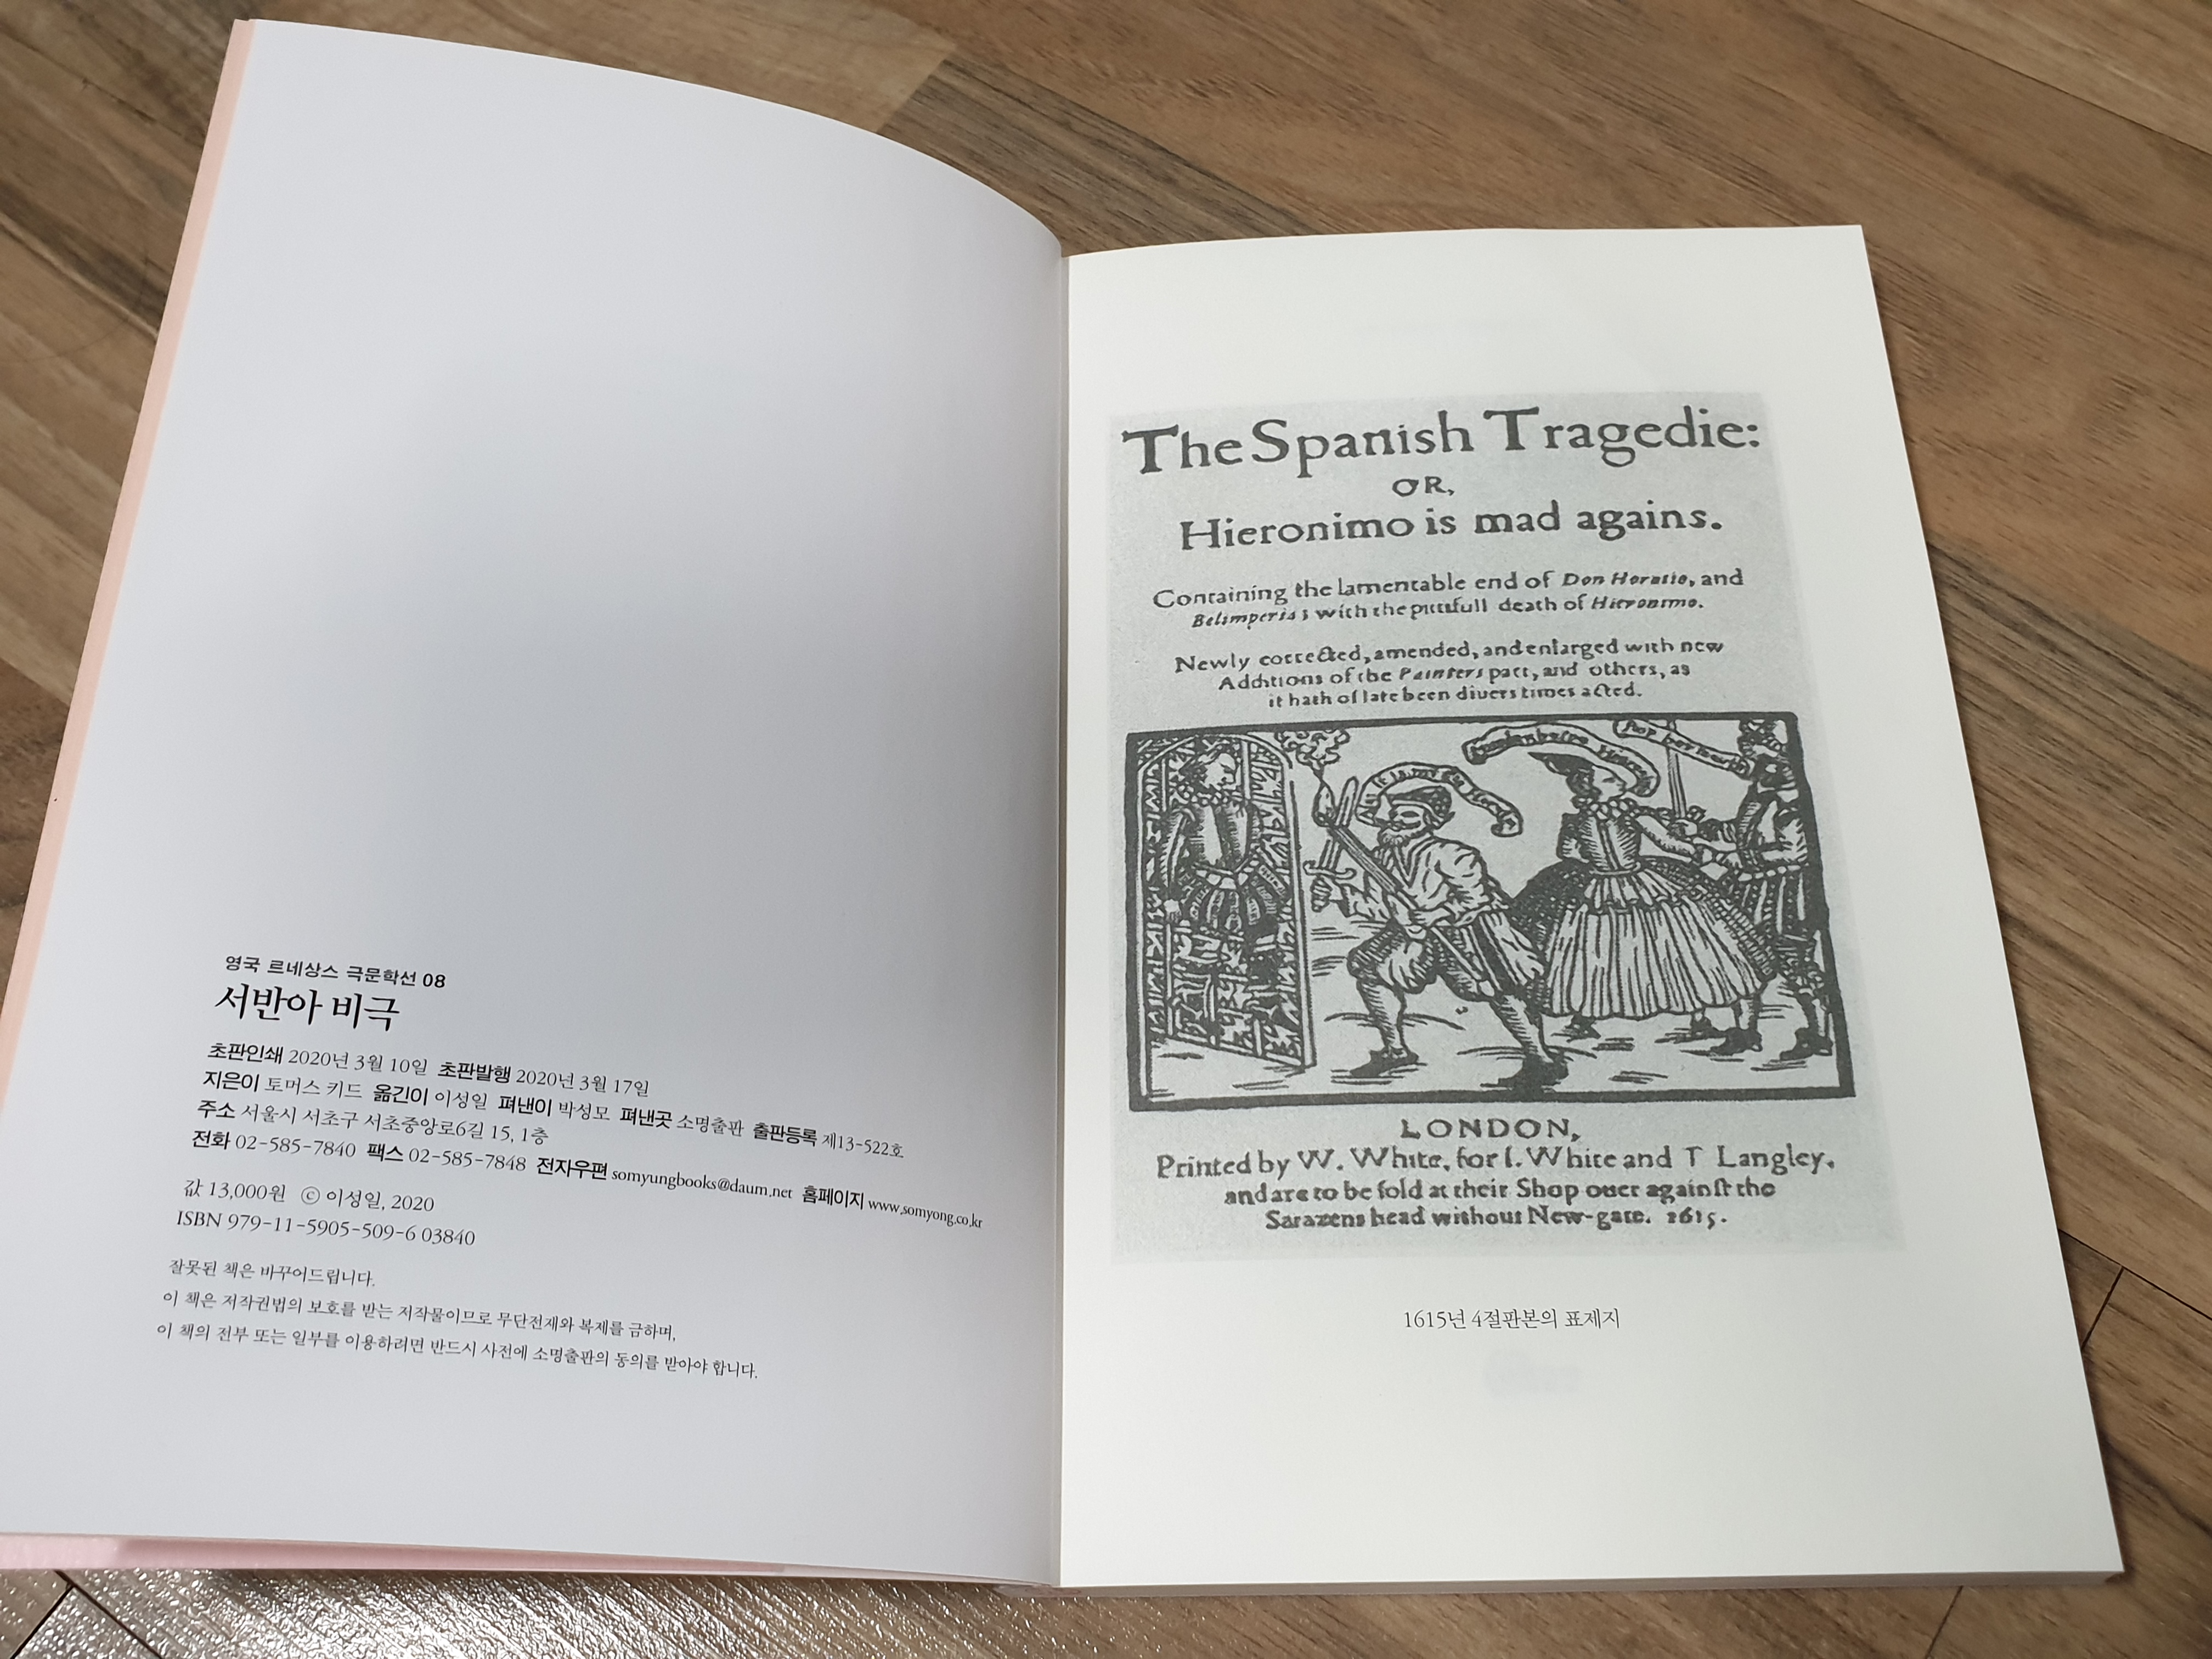 영국 르네상스 극문학선 08
서반아 비극
초판인쇄 2020년 3월 10일 초판발행 2020년 3월 17일
지은이 토머스 키드 옮긴이 이성일 펴낸이 박성모 펴낸곳 소명출판 출판등록 제13-522호
주소 서울시 서초구 서초중앙로6길 15, 1층
전화 02-585-7840 팩스 02-585-7848 전자우편 somyungbooks@daum.net 홈페이지 www.somyong.co.kr
값 13,000원 ⓒ 이성일, 2020
ISBN 979-11-5905-509-6 03840
잘못된 책은 바꾸어드립니다.
이 책은 저작권법의 보호를 받는 저작물이므로 무단전재와 복제를 금하며,
이 책의 전부 또는 일부를 이용하려면 반드시 사전에 소명출판의 동의를 받아야 합니다.
The Spanish Tragedie:
OR,
Hieronimo is mad againe.
Containing the lamentable end of Don Horatio, and
Belimperia; with the pittifull death of Hieronimo.
Newly corrected, amended, and enlarged with new
Additions of the Painters part, and others, as
it hath of late been diuers times acted.
LONDON,
Printed by W. White, for I. White and T Langley,
and are to be sold at their Shop ouer againſt the
Sarazens head without New-gate. 1615.
1615년 4절판본의 표제지